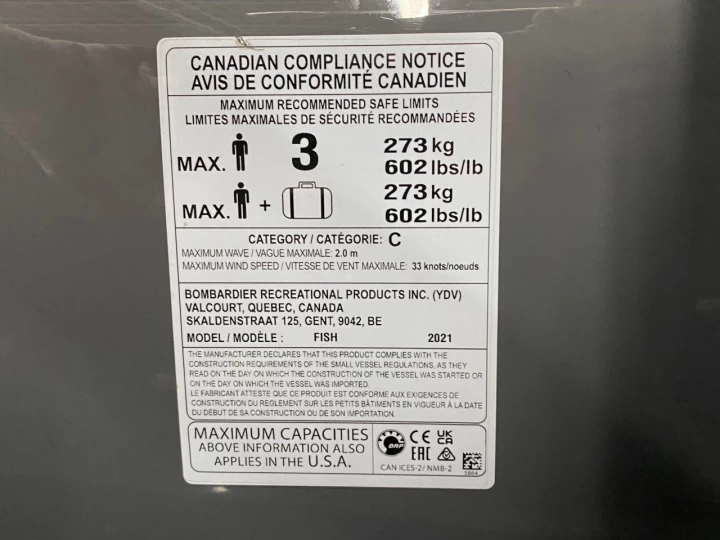 CANADIAN COMPLIANCE NOTICE
AVIS DE CONFORMITÉ CANADIEN
MAXIMUM RECOMMENDED SAFE LIMITS
LIMITES MAXIMALES DE SÉCURITÉ RECOMMANDÉES
MAX. 3 273 kg
602 lbs/lb
MAX. + 273 kg
602 lbs/lb
CATEGORY / CATÉGORIE: C
MAXIMUM WAVE / VAGUE MAXIMALE: 2.0 m
MAXIMUM WIND SPEED / VITESSE DE VENT MAXIMALE: 33 knots/noeuds
BOMBARDIER RECREATIONAL PRODUCTS INC. (YDV)
VALCOURT, QUEBEC, CANADA
SKALDENSTRAAT 125, GENT, 9042, BE
MODEL / MODÈLE : FISH 2021
THE MANUFACTURER DECLARES THAT THIS PRODUCT COMPLIES WITH THE
CONSTRUCTION REQUIREMENTS OF THE SMALL VESSEL REGULATIONS, AS THEY
READ ON THE DAY ON WHICH THE CONSTRUCTION OF THE VESSEL WAS STARTED OR
ON THE DAY ON WHICH THE VESSEL WAS IMPORTED.
LE FABRICANT ATTESTE QUE CE PRODUIT EST CONFORME AUX EXIGENCES DE
CONSTRUCTION DU REGLEMENT SUR LES PETITS BÂTIMENTS EN VIGUEUR À LA DATE
DU DÉBUT DE SA CONSTRUCTION OU DE SON IMPORTATION.
MAXIMUM CAPACITIES
ABOVE INFORMATION ALSO
APPLIES IN THE U.S.A.
BRP CE UK
CA
EAC
CAN ICES-2/ NMB-2
5864